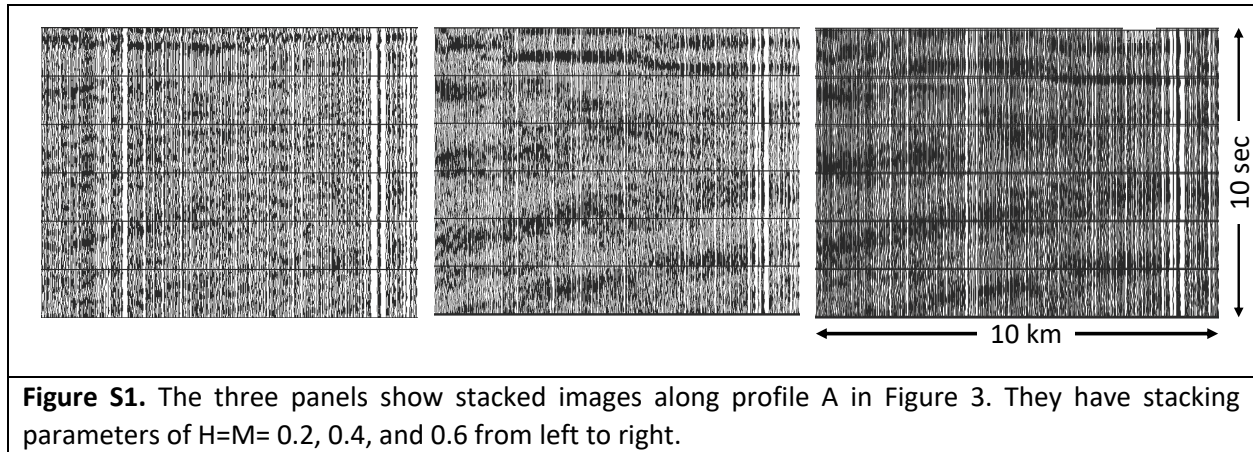 10 sec
10 km
Figure S1. The three panels show stacked images along profile A in Figure 3. They have stacking
parameters of H=M= 0.2, 0.4, and 0.6 from left to right.